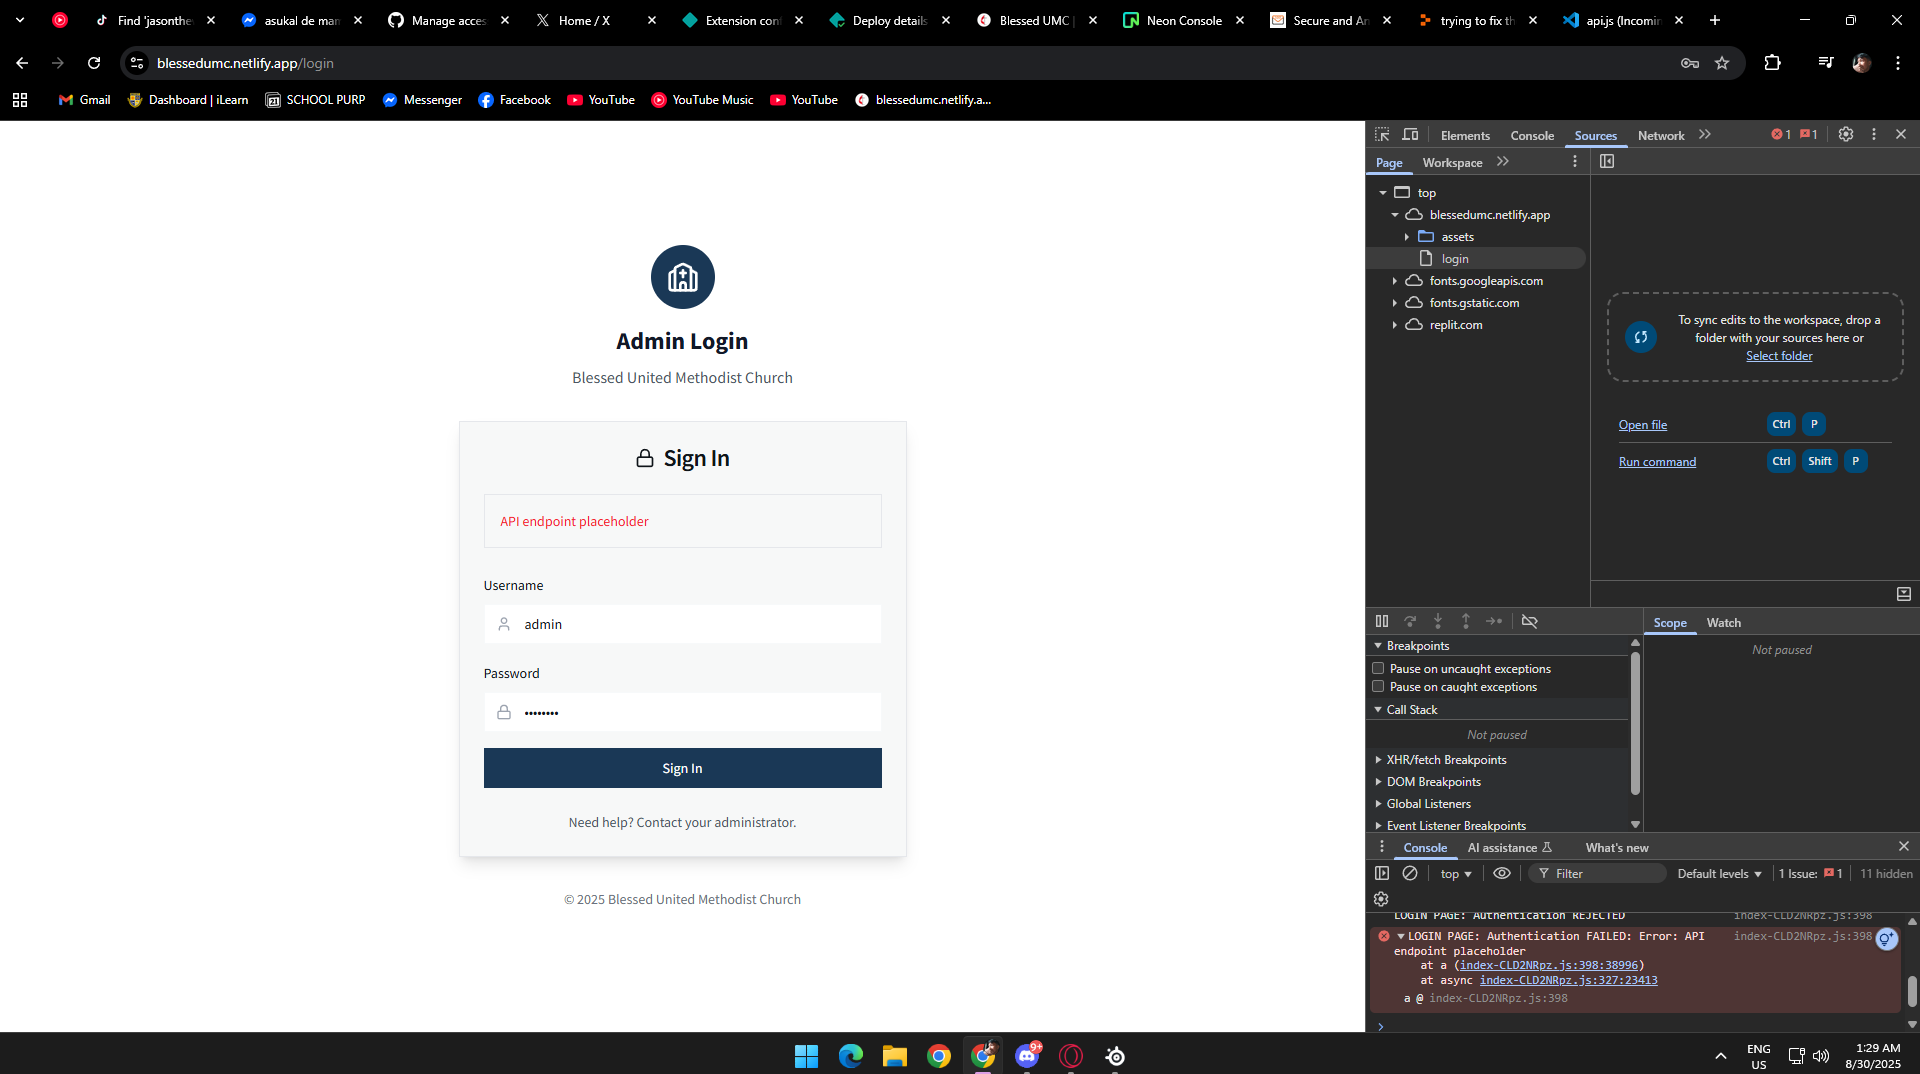 Find 'jasonthe
asukal de mam
Manage acces
Home / X
Extension con
Deploy details
Blessed UMC |
Neon Console
Secure and An
trying to fix th
api.js (Incomin
blessedumc.netlify.app/login
Gmail
Dashboard | iLearn
SCHOOL PURP
Messenger
Facebook
YouTube
YouTube Music
YouTube
blessedumc.netlify.a...
Admin Login
Blessed United Methodist Church
Sign In
API endpoint placeholder
Username
admin
Password
••••••••
Sign In
Need help? Contact your administrator.
© 2025 Blessed United Methodist Church
Elements
Console
Sources
Network
1
1
Page
Workspace
top
blessedumc.netlify.app
assets
login
fonts.googleapis.com
fonts.gstatic.com
replit.com
To sync edits to the workspace, drop a
folder with your sources here or
Select folder
Open file
Ctrl P
Run command
Ctrl Shift P
Breakpoints
Pause on uncaught exceptions
Pause on caught exceptions
Call Stack
Not paused
XHR/fetch Breakpoints
DOM Breakpoints
Global Listeners
Event Listener Breakpoints
Scope
Watch
Not paused
Console
AI assistance
What's new
top
Filter
Default levels
1 Issue: 1
11 hidden
LOGIN PAGE: Authentication REJECTED index-CLD2NRpz.js:398
LOGIN PAGE: Authentication FAILED: Error: API index-CLD2NRpz.js:398
endpoint placeholder
at a (index-CLD2NRpz.js:398:38996)
at async index-CLD2NRpz.js:327:23413
a @ index-CLD2NRpz.js:398
9+
ENG
US
1:29 AM
8/30/2025